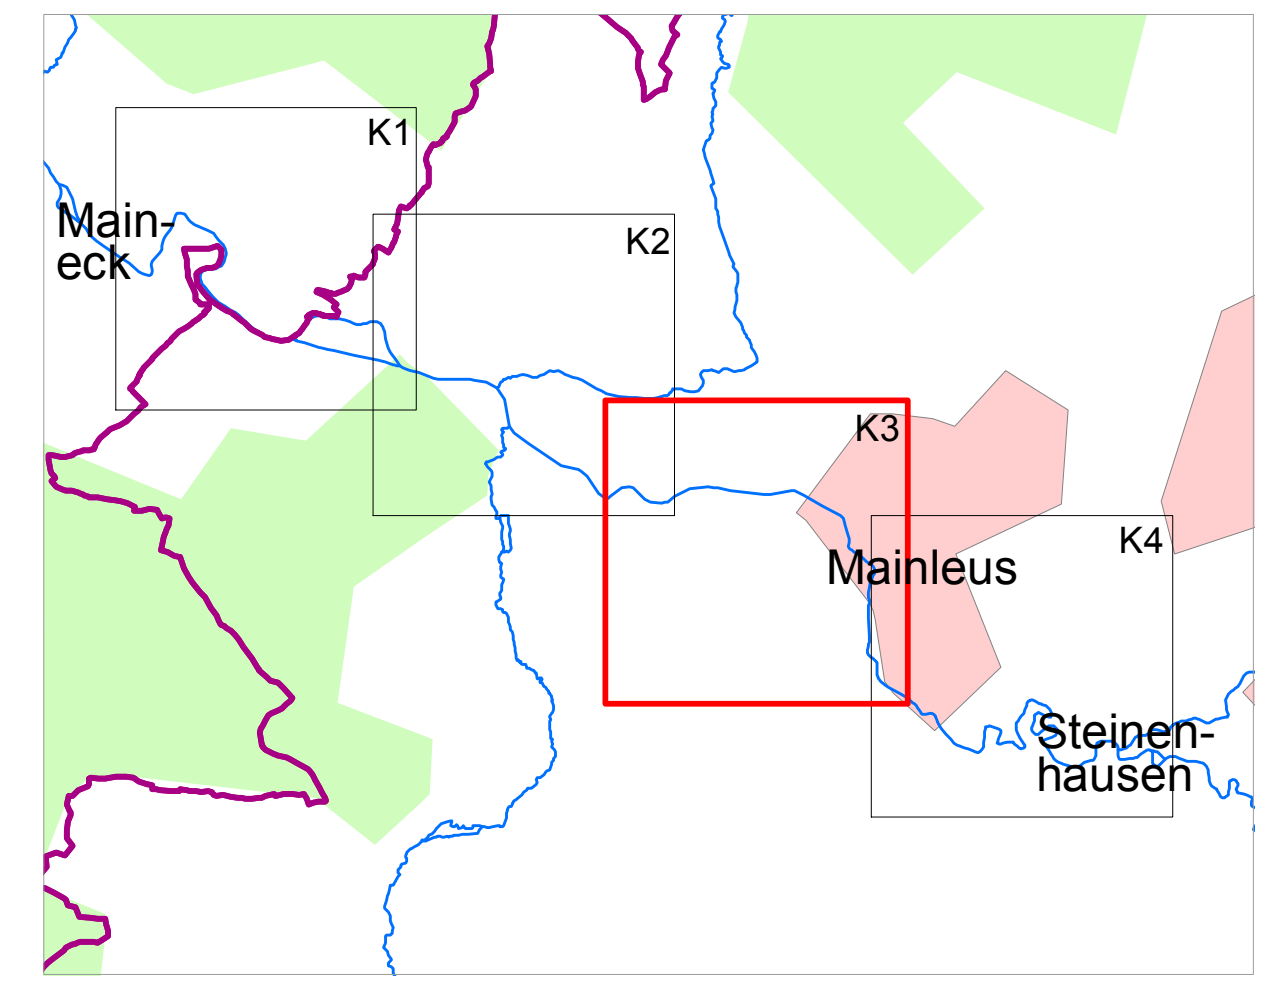 K1
Main-
eck
K2
K3
K4
Mainleus
Steinen-
hausen